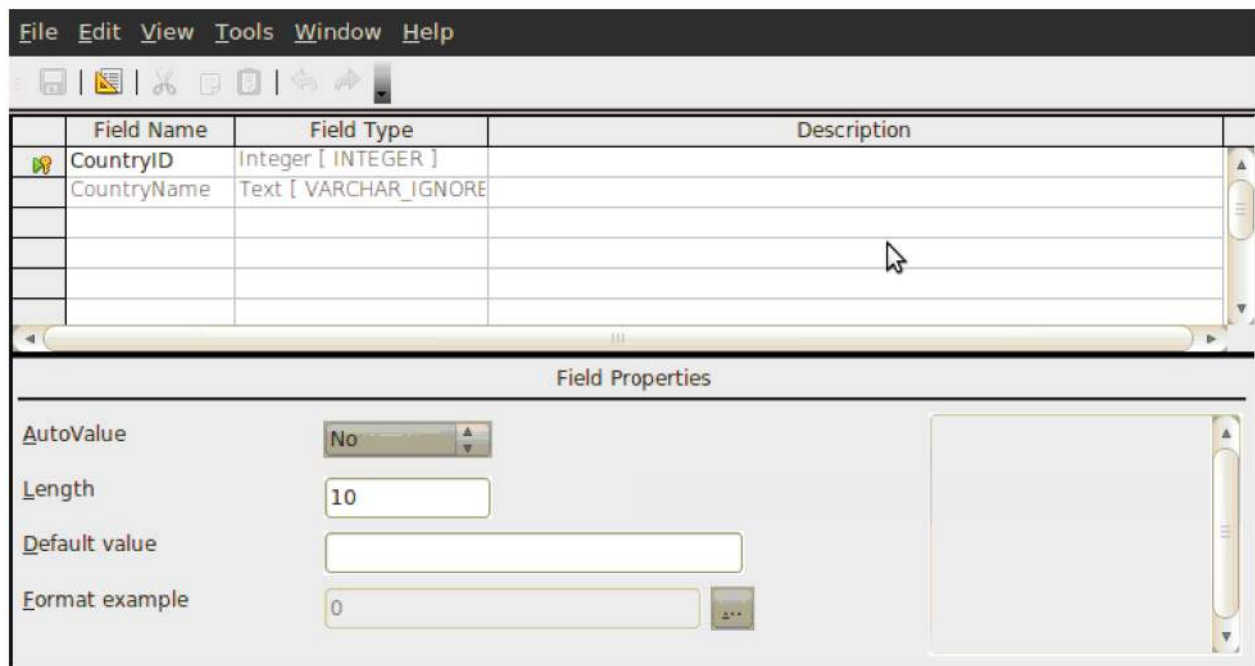 File Edit View Tools Window Help
Field Name Field Type Description
CountryID Integer [ INTEGER ]
CountryName Text [ VARCHAR_IGNORE
Field Properties
AutoValue No
Length 10
Default value
Format example 0 ...